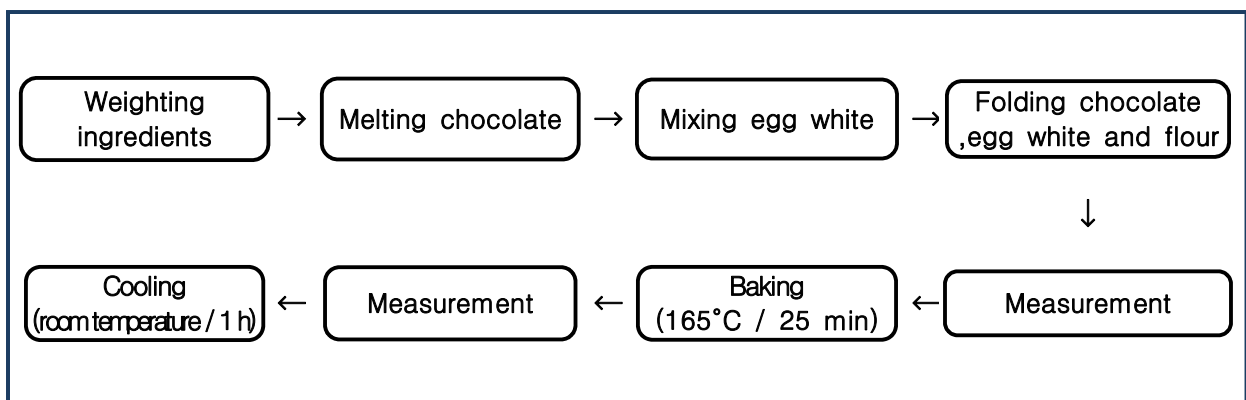 Weighting
ingredients
→
Melting chocolate
→
Mixing egg white
→
Folding chocolate
,egg white and flour
↓
Measurement
←
Baking
(165°C / 25 min)
←
Measurement
←
Cooling
(room temperature / 1 h)